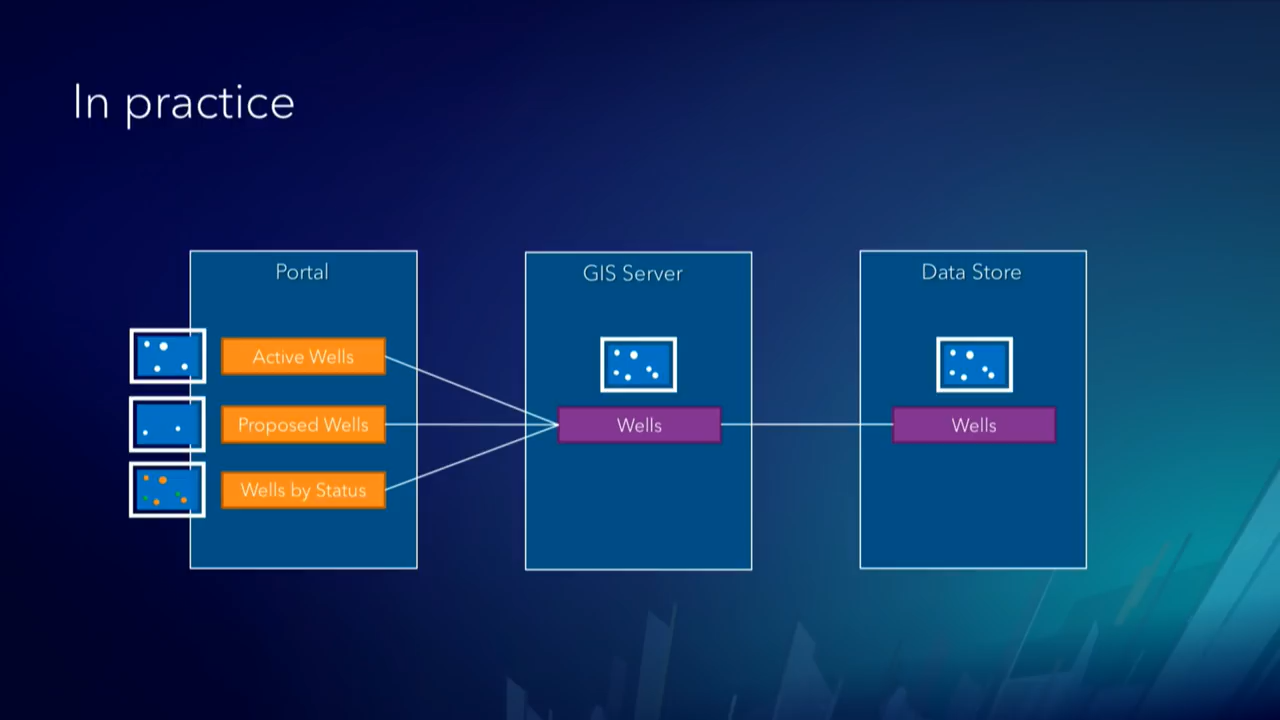 In practice
Portal
GIS Server
Data Store
Active Wells
Proposed Wells
Wells
Wells
Wells by Status